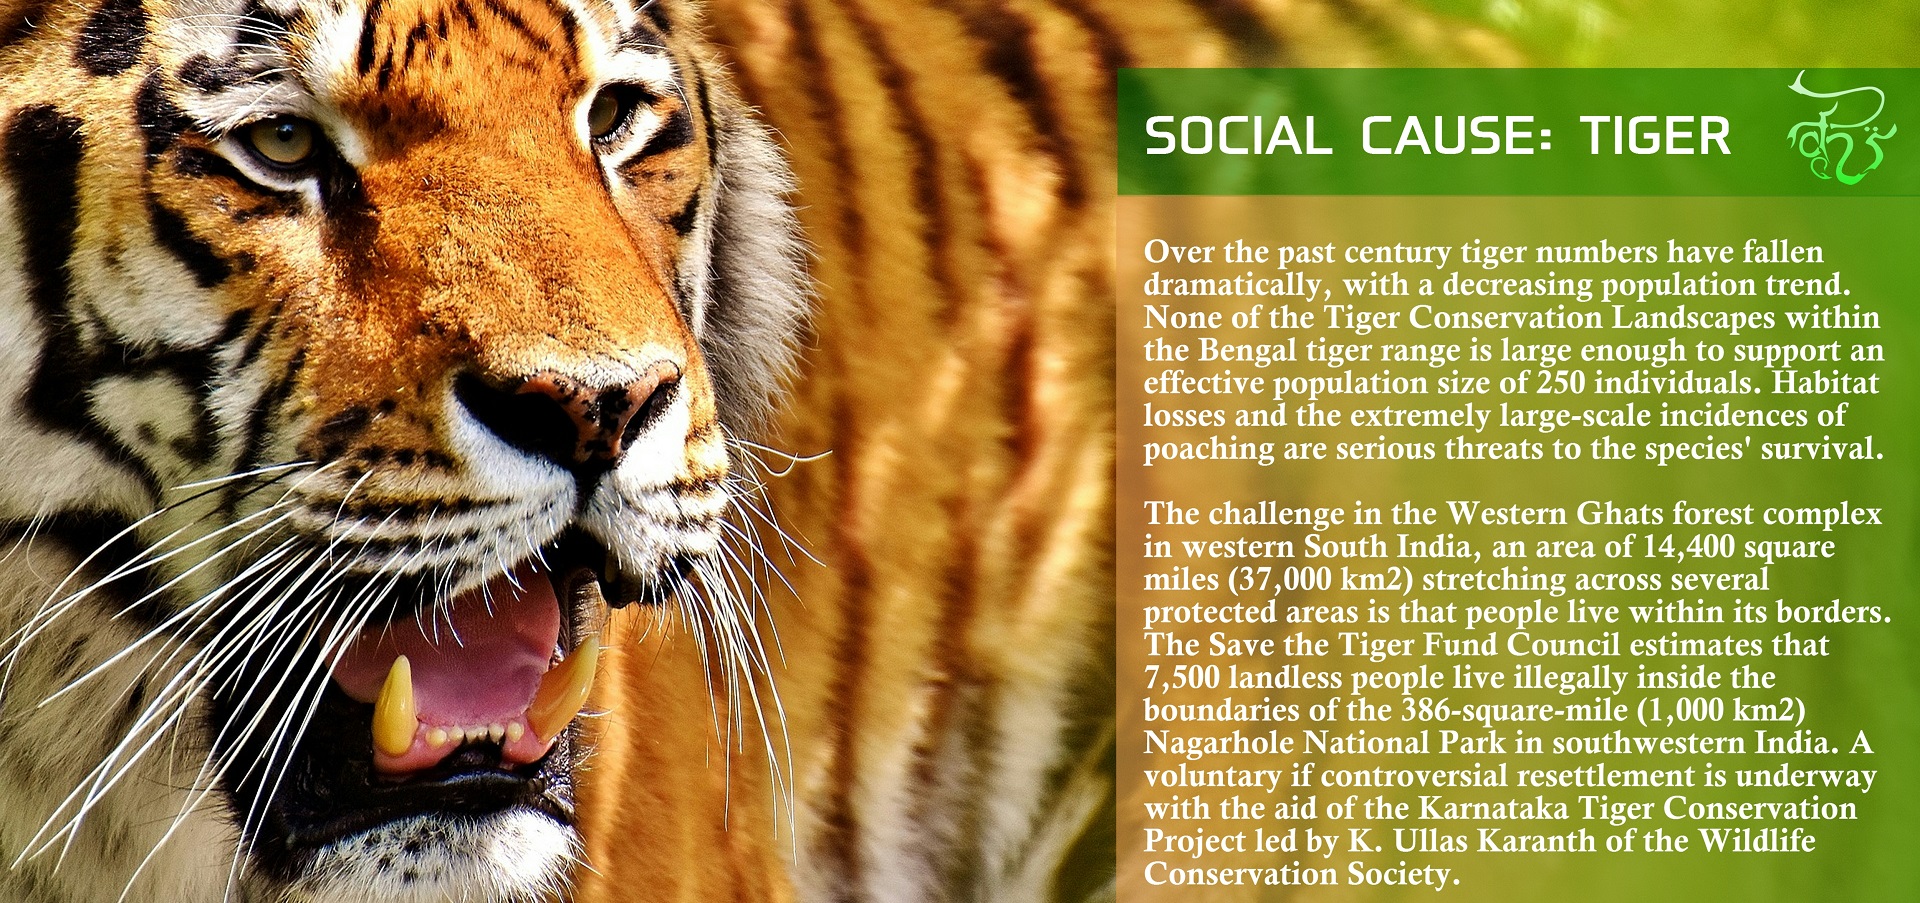 SOCIAL CAUSE: TIGER
Over the past century tiger numbers have fallen
dramatically, with a decreasing population trend.
None of the Tiger Conservation Landscapes within
the Bengal tiger range is large enough to support an
effective population size of 250 individuals. Habitat
losses and the extremely large-scale incidences of
poaching are serious threats to the species' survival.
The challenge in the Western Ghats forest complex
in western South India, an area of 14,400 square
miles (37,000 km2) stretching across several
protected areas is that people live within its borders.
The Save the Tiger Fund Council estimates that
7,500 landless people live illegally inside the
boundaries of the 386-square-mile (1,000 km2)
Nagarhole National Park in southwestern India. A
voluntary if controversial resettlement is underway
with the aid of the Karnataka Tiger Conservation
Project led by K. Ullas Karanth of the Wildlife
Conservation Society.